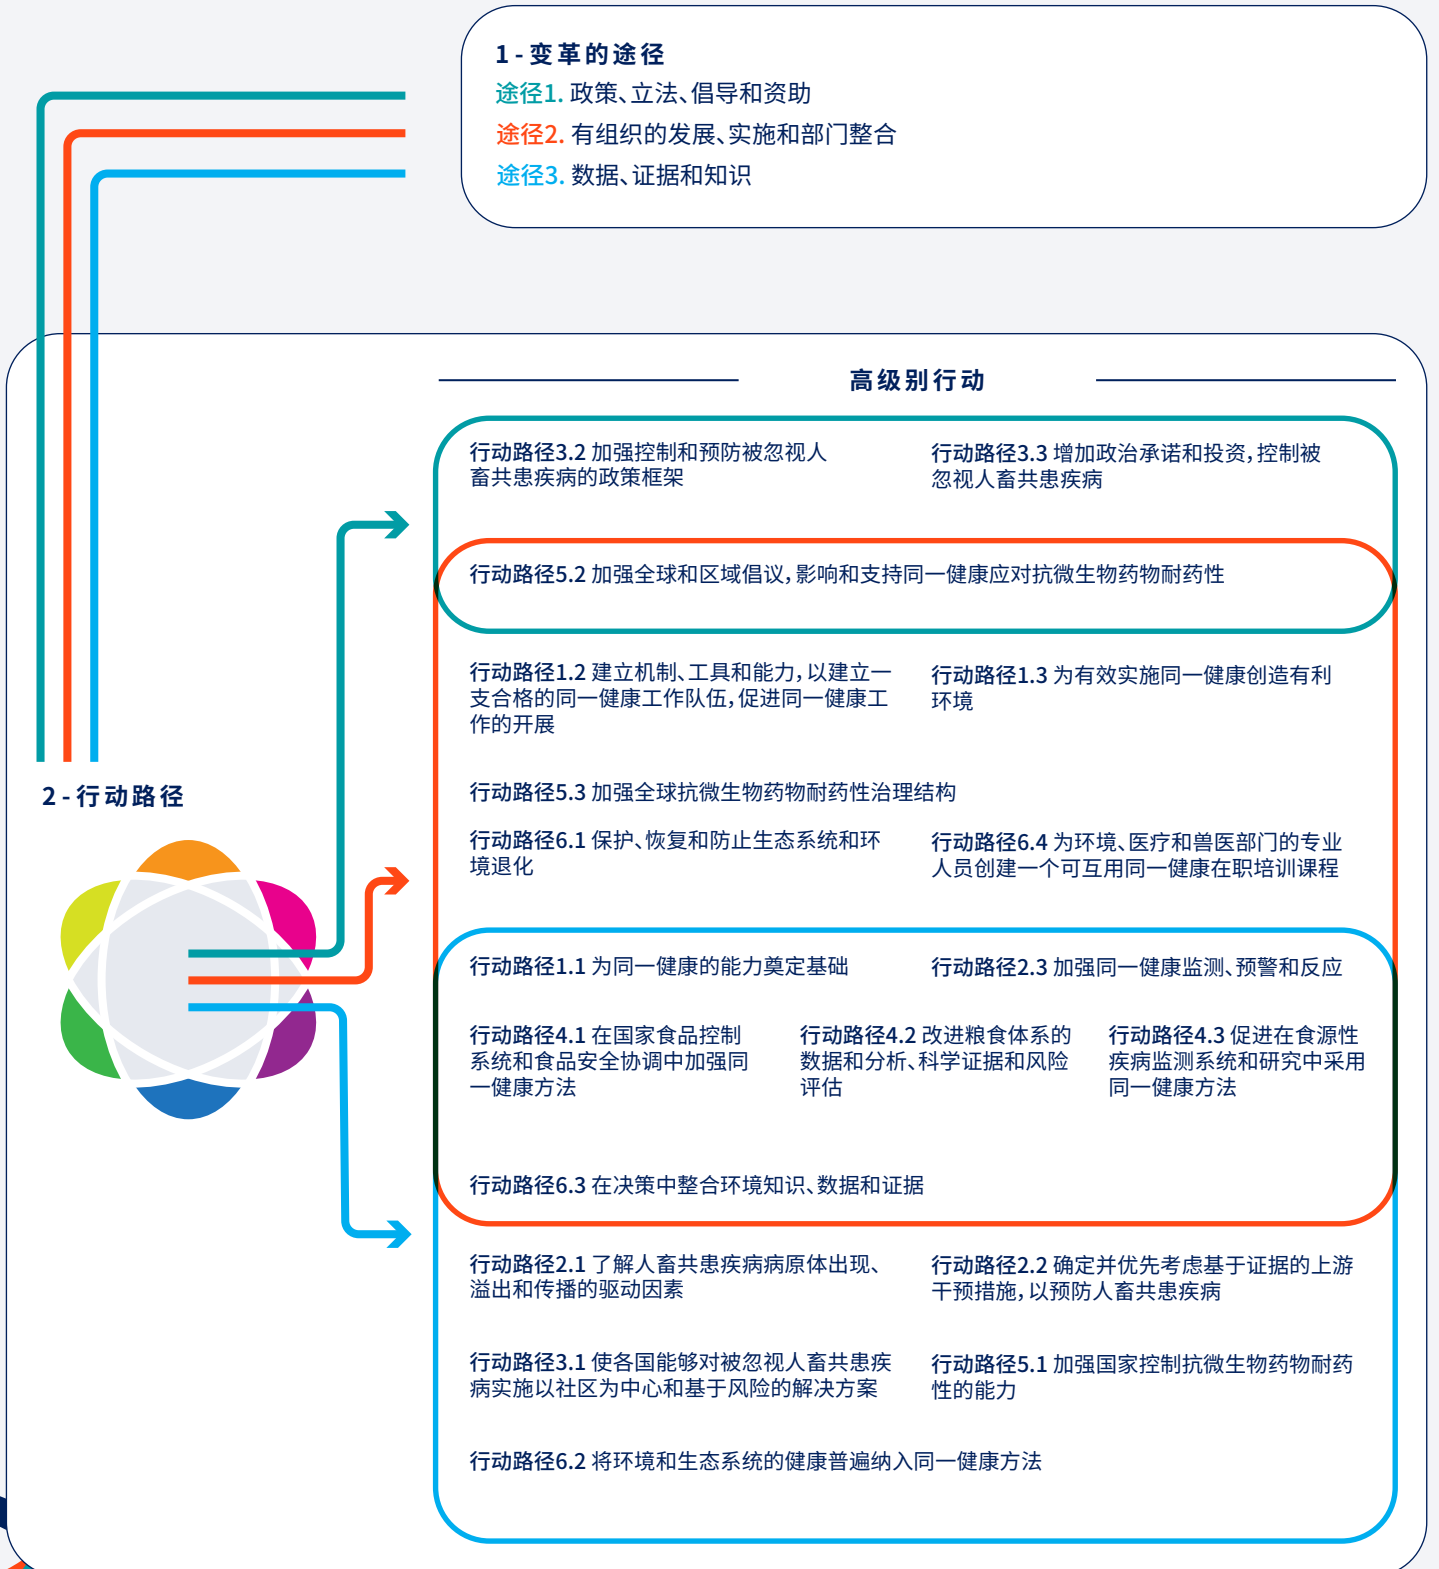 1-变革的途径
途径1. 政策、立法、倡导和资助
途径2. 有组织的发展、实施和部门整合
途径3. 数据、证据和知识
高级别行动
行动路径3.2 加强控制和预防被忽视人
畜共患疾病的政策框架
行动路径3.3 增加政治承诺和投资,控制被
忽视人畜共患疾病
行动路径5.2 加强全球和区域倡议,影响和支持同一健康应对抗微生物药物耐药性
行动路径1.2 建立机制、工具和能力,以建立一
支合格的同一健康工作队伍,促进同一健康工
作的开展
行动路径1.3 为有效实施同一健康创造有利
环境
行动路径5.3 加强全球抗微生物药物耐药性治理结构
2-行动路径
行动路径6.1 保护、恢复和防止生态系统和环
境退化
行动路径6.4 为环境、医疗和兽医部门的专业
人员创建一个可互用同一健康在职培训课程
行动路径1.1 为同一健康的能力奠定基础
行动路径2.3 加强同一健康监测、预警和反应
行动路径4.1 在国家食品控制
系统和食品安全协调中加强同
一健康方法
行动路径4.2 改进粮食体系的
数据和分析、科学证据和风险
评估
行动路径4.3 促进在食源性
疾病监测系统和研究中采用
同一健康方法
行动路径6.3 在决策中整合环境知识、数据和证据
行动路径2.1 了解人畜共患疾病病原体出现、
溢出和传播的驱动因素
行动路径2.2 确定并优先考虑基于证据的上游
干预措施,以预防人畜共患疾病
行动路径3.1 使各国能够对被忽视人畜共患疾
病实施以社区为中心和基于风险的解决方案
行动路径5.1 加强国家控制抗微生物药物耐药
性的能力
行动路径6.2 将环境和生态系统的健康普遍纳入同一健康方法